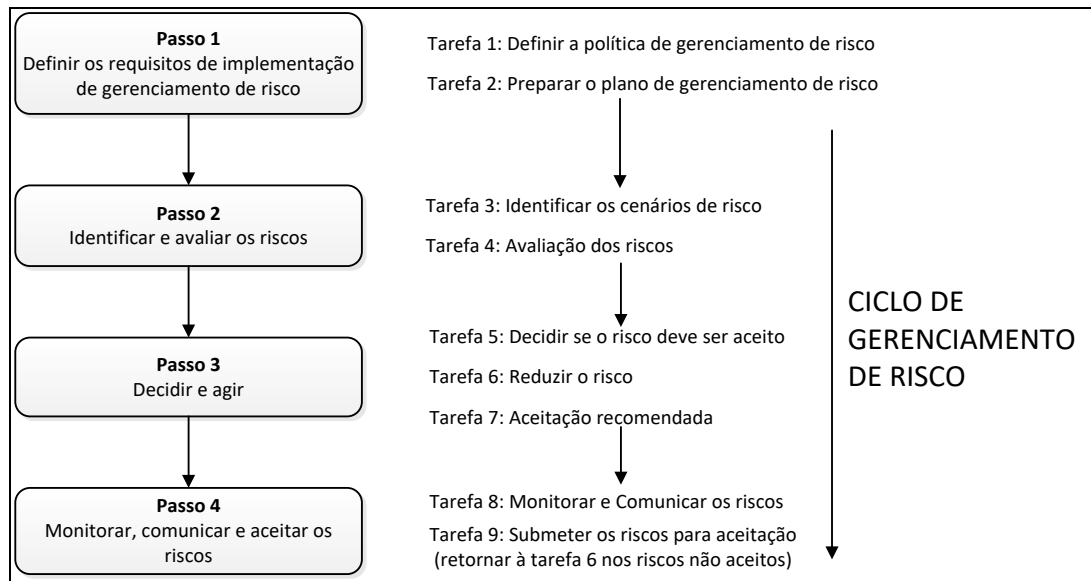 Passo 1
Definir os requisitos de implementação
de gerenciamento de risco
Tarefa 1: Definir a política de gerenciamento de risco
Tarefa 2: Preparar o plano de gerenciamento de risco
Passo 2
Identificar e avaliar os riscos
Tarefa 3: Identificar os cenários de risco
Tarefa 4: Avaliação dos riscos
Passo 3
Decidir e agir
Tarefa 5: Decidir se o risco deve ser aceito
Tarefa 6: Reduzir o risco
Tarefa 7: Aceitação recomendada
Passo 4
Monitorar, comunicar e aceitar os
riscos
Tarefa 8: Monitorar e Comunicar os riscos
Tarefa 9: Submeter os riscos para aceitação
(retornar à tarefa 6 nos riscos não aceitos)
CICLO DE
GERENCIAMENTO
DE RISCO